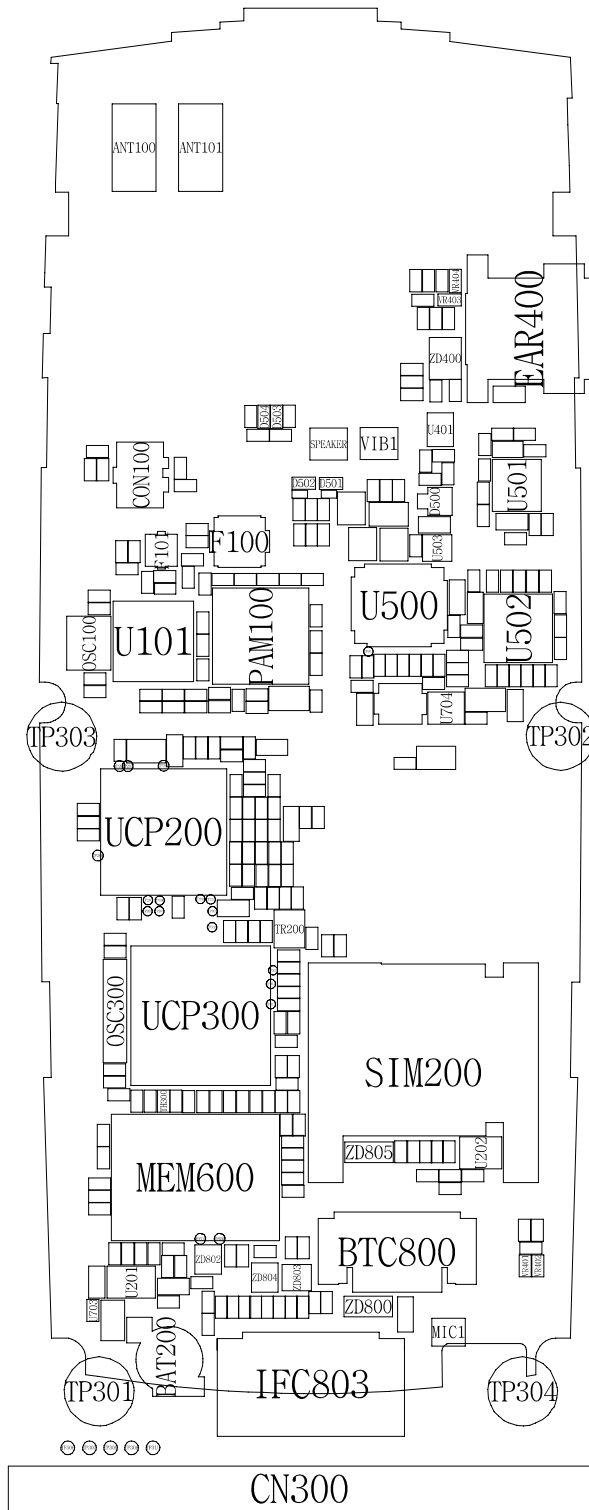 ANT100 ANT101
VR404
VR403
EAR400
ZD400
D504 D503
SPEAKER VIB1 U401
CON100
D502 D501
U501
D500
F101 F100
U503
OSC100 U101 PAM100 U500 U502
U704
TP303 TP302
UCP200
TR200
OSC300 UCP300
SIM200
TH300
MEM600
ZD805 U202
BTC800
ZD802
VR401 VR402
U201 ZD804 ZD803
U703
ZD800
BAT200
MIC1
TP301 IFC803 TP304
CN300